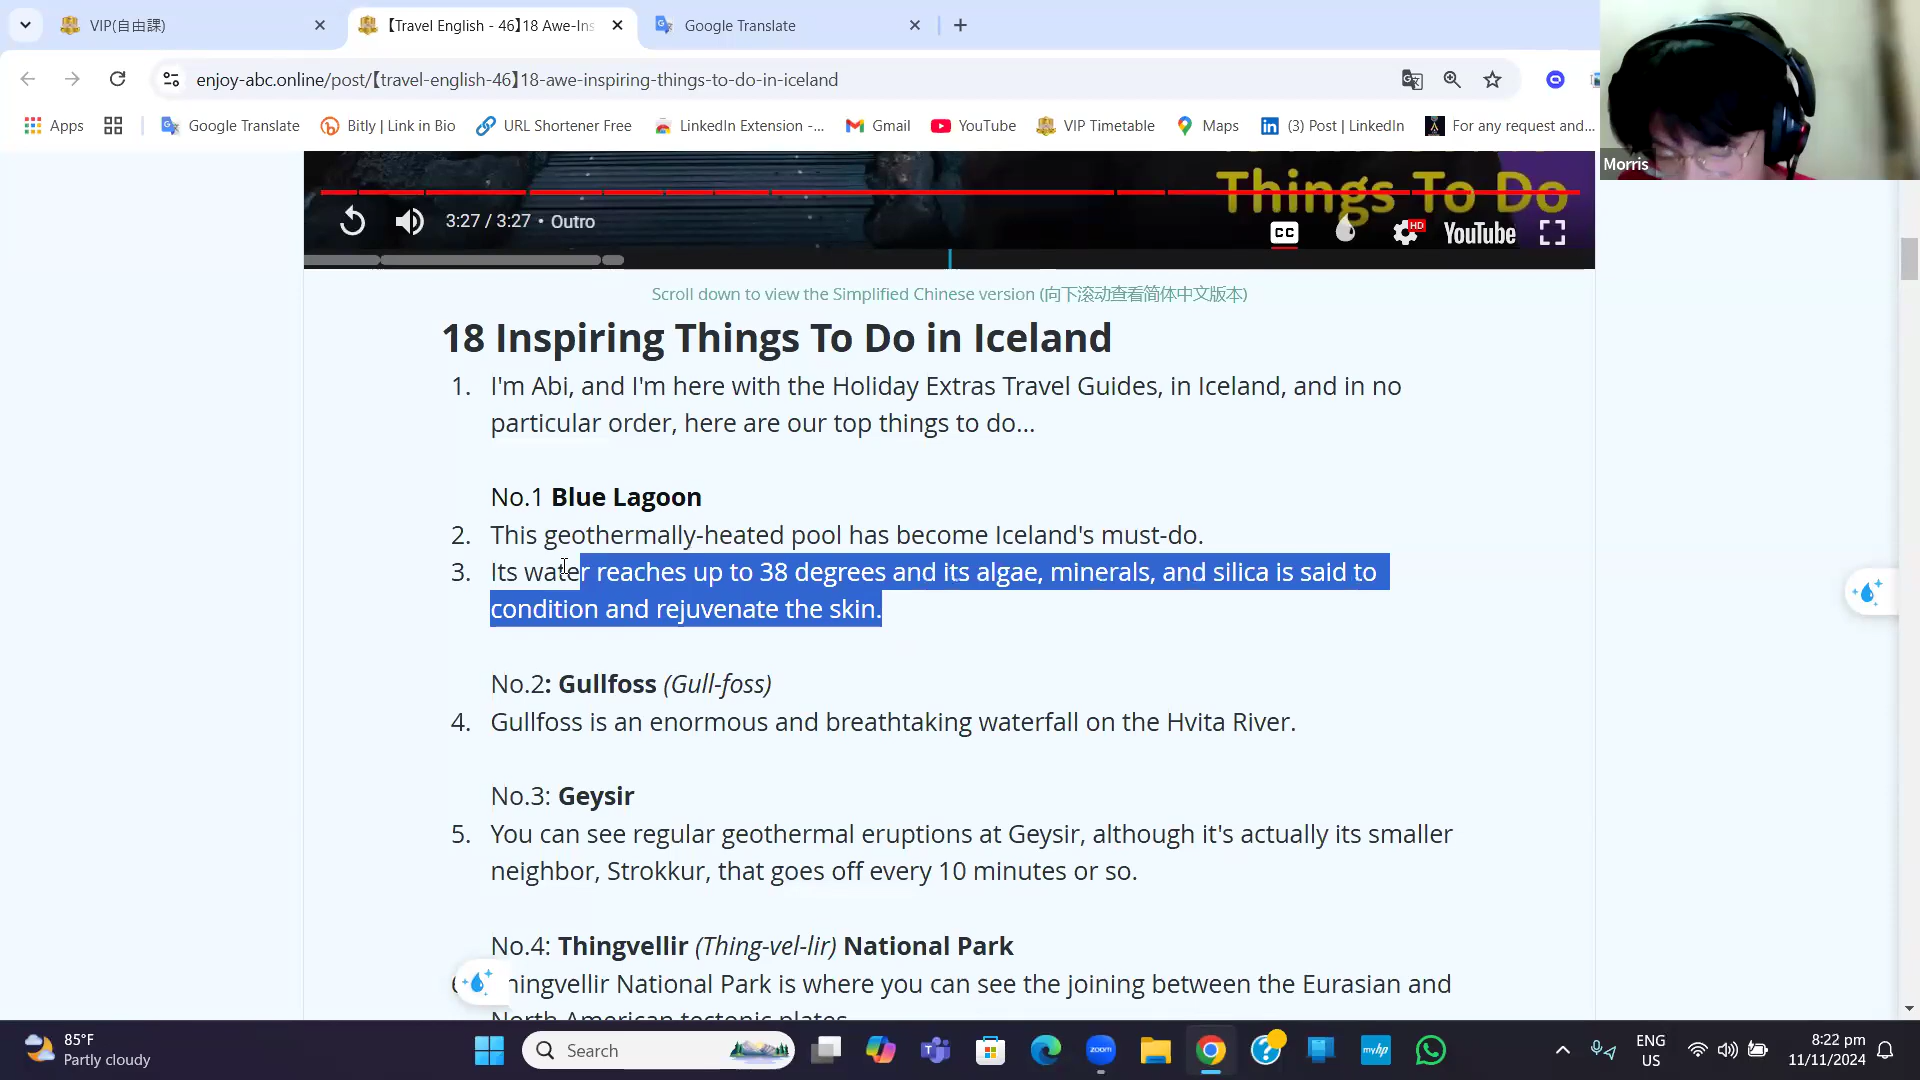 VIP(自由課)
【Travel English - 46】18 Awe-Ins
Google Translate
enjoy-abc.online/post/【travel-english-46】18-awe-inspiring-things-to-do-in-iceland
Apps
Google Translate
Bitly | Link in Bio
URL Shortener Free
LinkedIn Extension -...
Gmail
YouTube
VIP Timetable
Maps
(3) Post | LinkedIn
For any request and...
Morris
Things To Do
3:27 / 3:27 • Outro
CC
HD
YouTube
Scroll down to view the Simplified Chinese version (向下滚动查看简体中文版本)
18 Inspiring Things To Do in Iceland
1. I'm Abi, and I'm here with the Holiday Extras Travel Guides, in Iceland, and in no
particular order, here are our top things to do...
No.1 Blue Lagoon
2. This geothermally-heated pool has become Iceland's must-do.
3. Its water reaches up to 38 degrees and its algae, minerals, and silica is said to
condition and rejuvenate the skin.
No.2: Gullfoss (Gull-foss)
4. Gullfoss is an enormous and breathtaking waterfall on the Hvita River.
No.3: Geysir
5. You can see regular geothermal eruptions at Geysir, although it's actually its smaller
neighbor, Strokkur, that goes off every 10 minutes or so.
No.4: Thingvellir (Thing-vel-lir) National Park
hingvellir National Park is where you can see the joining between the Eurasian and
North American tectonic plates.
85°F
Partly cloudy
Search
zoom
myhp
ENG
US
8:22 pm
11/11/2024